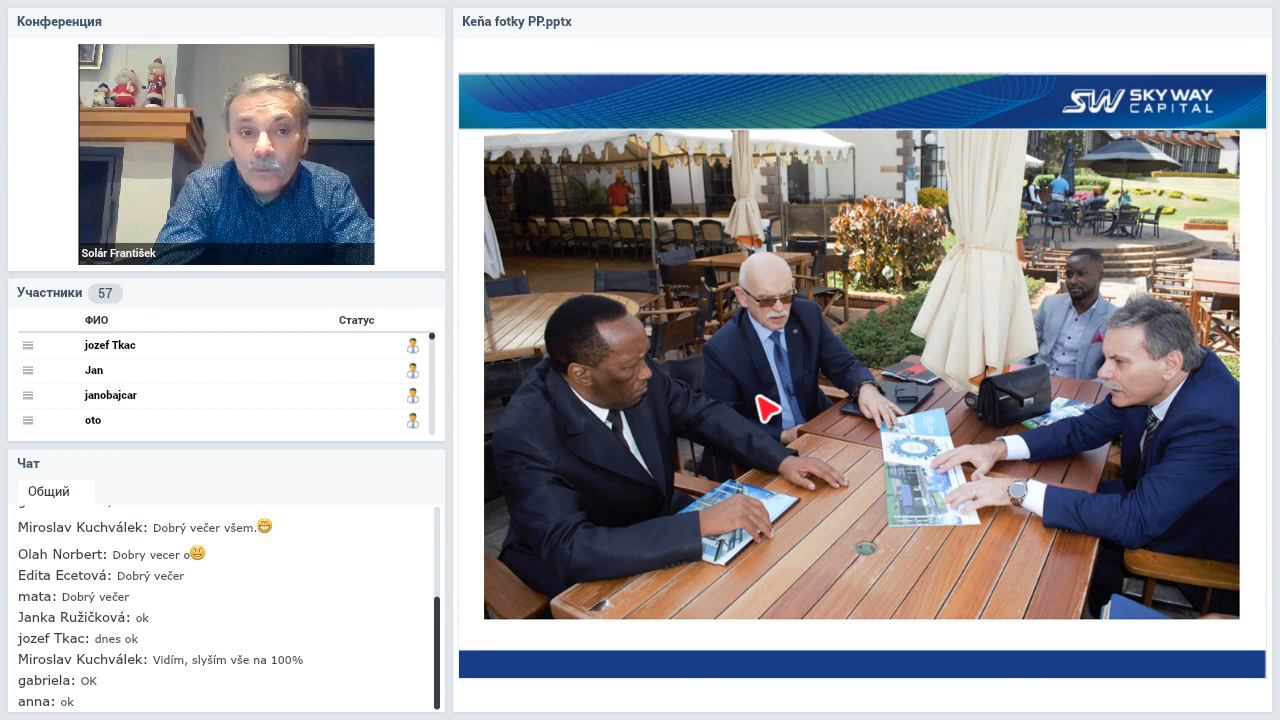 Конференция
Solár František
Участники 57
ФИО Статус
jozef Tkac
Jan
janobajcar
oto
Чат
Общий
Miroslav Kuchválek: Dobrý večer všem.
Olah Norbert: Dobry vecer o
Edita Ecetová: Dobrý večer
mata: Dobrý večer
Janka Ružičková: ok
jozef Tkac: dnes ok
Miroslav Kuchválek: Vidím, slyším vše na 100%
gabriela: OK
anna: ok
Keňa fotky PP.pptx
SW SKY WAY
CAPITAL